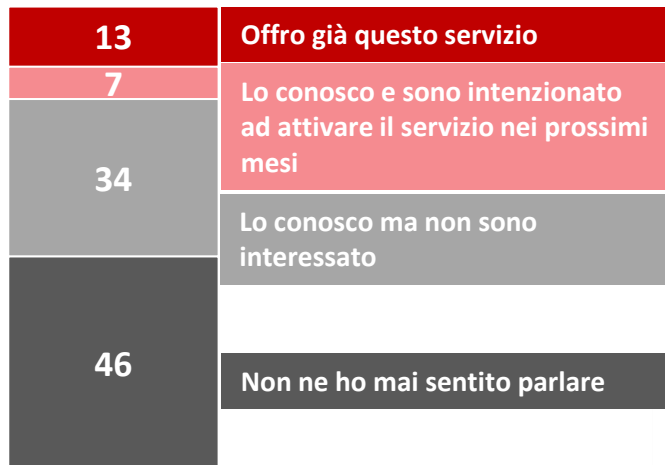 13
Offro già questo servizio
7
Lo conosco e sono intenzionato
ad attivare il servizio nei prossimi
mesi
34
Lo conosco ma non sono
interessato
46
Non ne ho mai sentito parlare